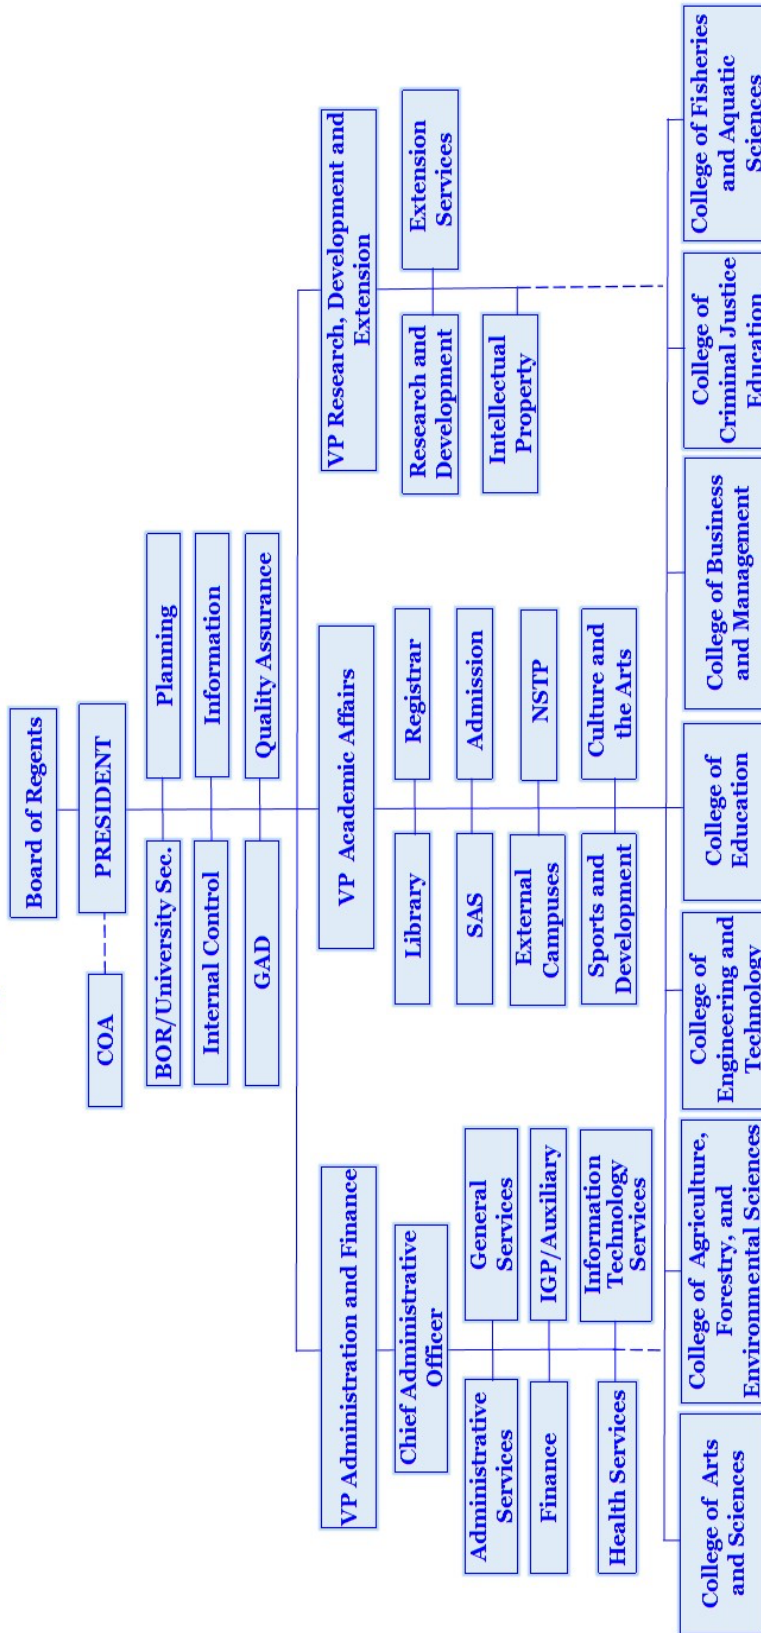 Board of Regents
COA
PRESIDENT
BOR/University Sec.
Planning
Internal Control
Information
GAD
Quality Assurance
VP Administration and Finance
VP Academic Affairs
VP Research, Development and
Extension
Chief Administrative
Officer
Library
Registrar
Research and
Development
Extension
Services
Administrative
Services
General
Services
SAS
Admission
Intellectual
Property
Finance
IGP/Auxiliary
External
Campuses
NSTP
Health Services
Information
Technology
Services
Sports and
Development
Culture and
the Arts
College of Arts
and Sciences
College of Agriculture,
Forestry, and
Environmental Sciences
College of
Engineering and
Technology
College of
Education
College of Business
and Management
College of
Criminal Justice
Education
College of Fisheries
and Aquatic
Sciences